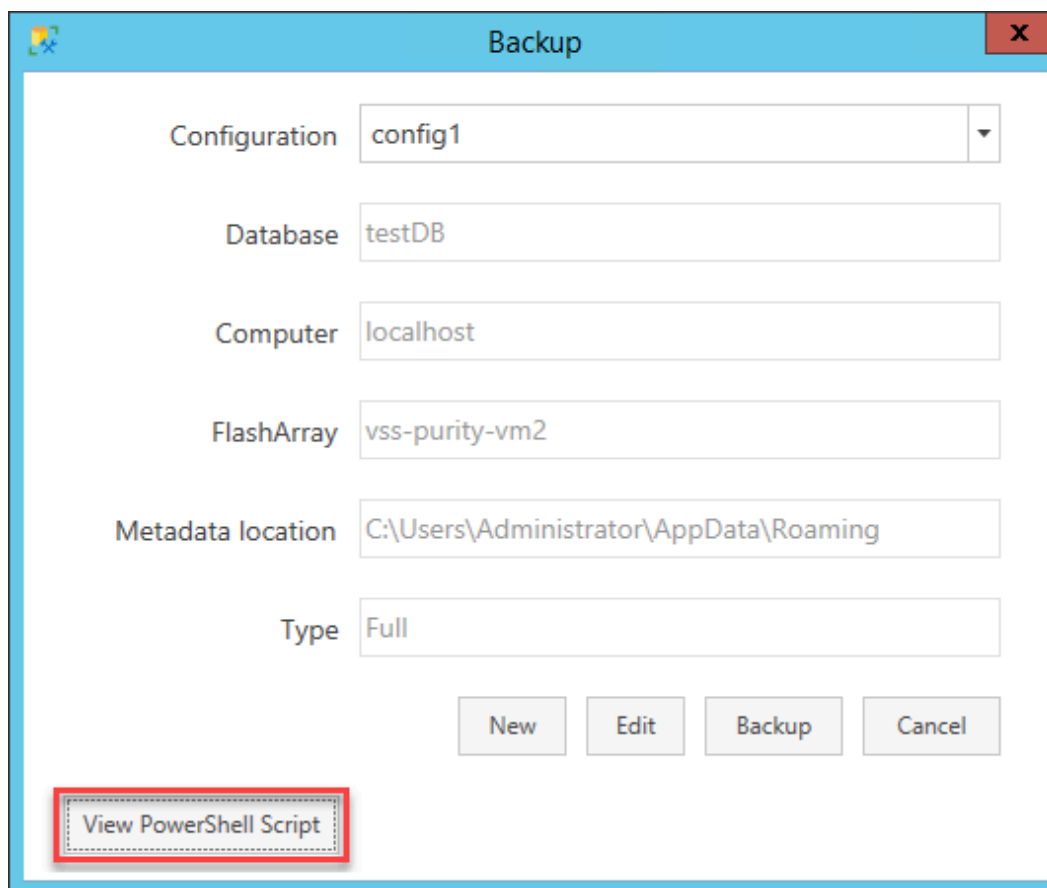 Backup
x
Configuration config1
Database testDB
Computer localhost
FlashArray vss-purity-vm2
Metadata location C:\Users\Administrator\AppData\Roaming
Type Full
New Edit Backup Cancel
View PowerShell Script